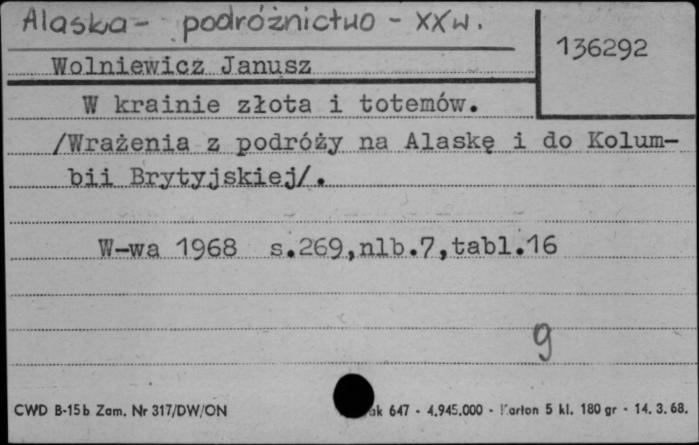 Alaska - podróżnictwo - XX w.
136292
Wolniewicz Janusz
W krainie złota i totemów.
/Wrażenia z podróży na Alaskę i do Kolum-
bii Brytyjskiej/.
W-wa 1968 s.269,nlb.7,tabl.16
9
CWD B-15b Zam. Nr 317/DW/ON 647 - 4.945.000 - Karton 5 kl. 180 gr - 14. 3. 68.